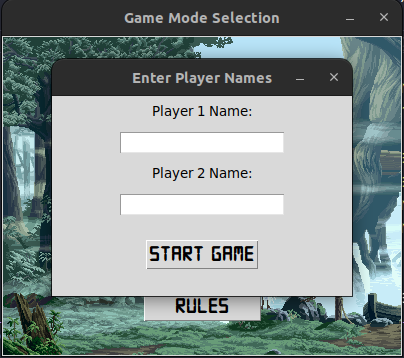 Game Mode Selection
Enter Player Names
Player 1 Name:
Player 2 Name:
START GAME
RULES